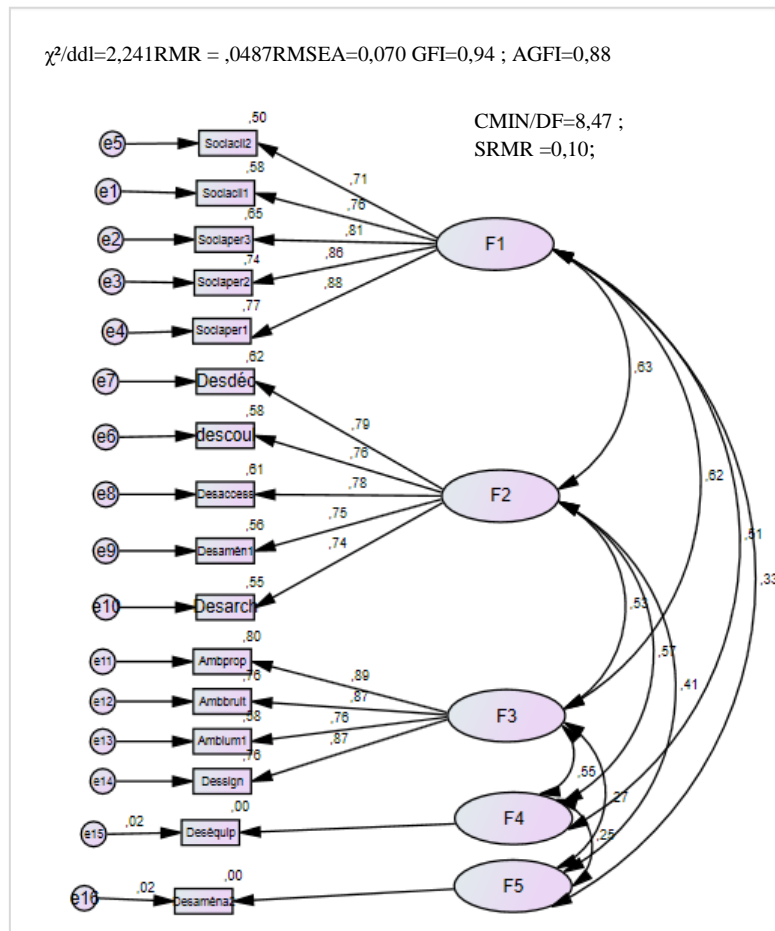 χ²/ddl=2,241RMR = ,0487RMSEA=0,070 GFI=0,94 ; AGFI=0,88
CMIN/DF=8,47 ;
SRMR =0,10;
,50
e5 Sociacil2
,71
,58
e1 Sociacil1
,76
,65
e2 Sociaper3
,81
F1
,74
e3 Sociaper2
,86
,77
e4 Sociaper1
,88
,62
e7 Desdéc
,79
,63
,58
e6 descoul
,76
,62
,61
e8 Desaccess
,78
F2
,56
e9 Desamén1
,75
,51
,33
,55
e10 Desarch
,74
,53
,57
,41
,80
e11 Ambprop
,89
,76
e12 Ambbruit
,87
,58
e13 Amblum1
,76
F3
,76
e14 Dessign
,87
,55
,27
,00
e15 ,02 Deséquip
F4
,25
,00
e16 ,02 Desaména2
F5